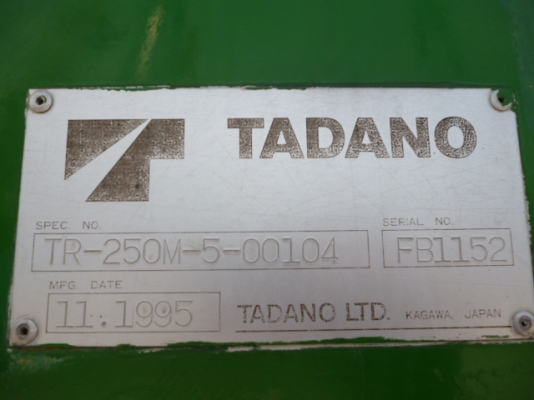 TADANO
SPEC. NO. SERIAL NO.
TR-250M-5-00104 FB1152
MFG. DATE
11.1995 TADANO LTD. KAGAWA, JAPAN